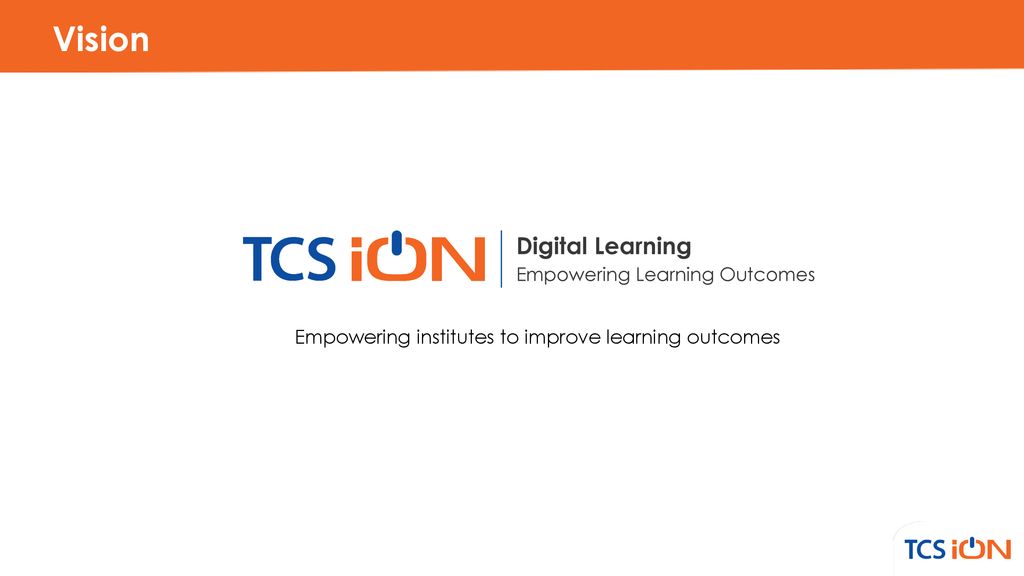 Vision
TCS iON
Digital Learning
Empowering Learning Outcomes
Empowering institutes to improve learning outcomes
TCS iON